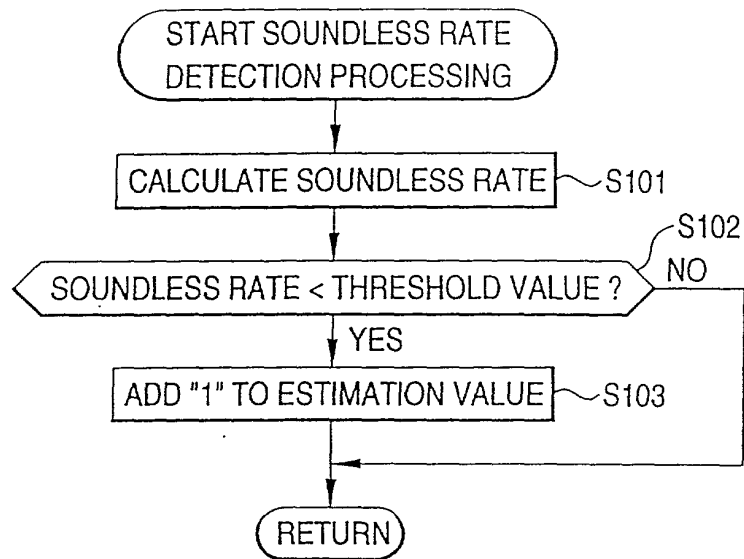 START SOUNDLESS RATE
DETECTION PROCESSING
CALCULATE SOUNDLESS RATE
S101
S102
SOUNDLESS RATE < THRESHOLD VALUE ?
NO
YES
ADD "1" TO ESTIMATION VALUE
S103
RETURN